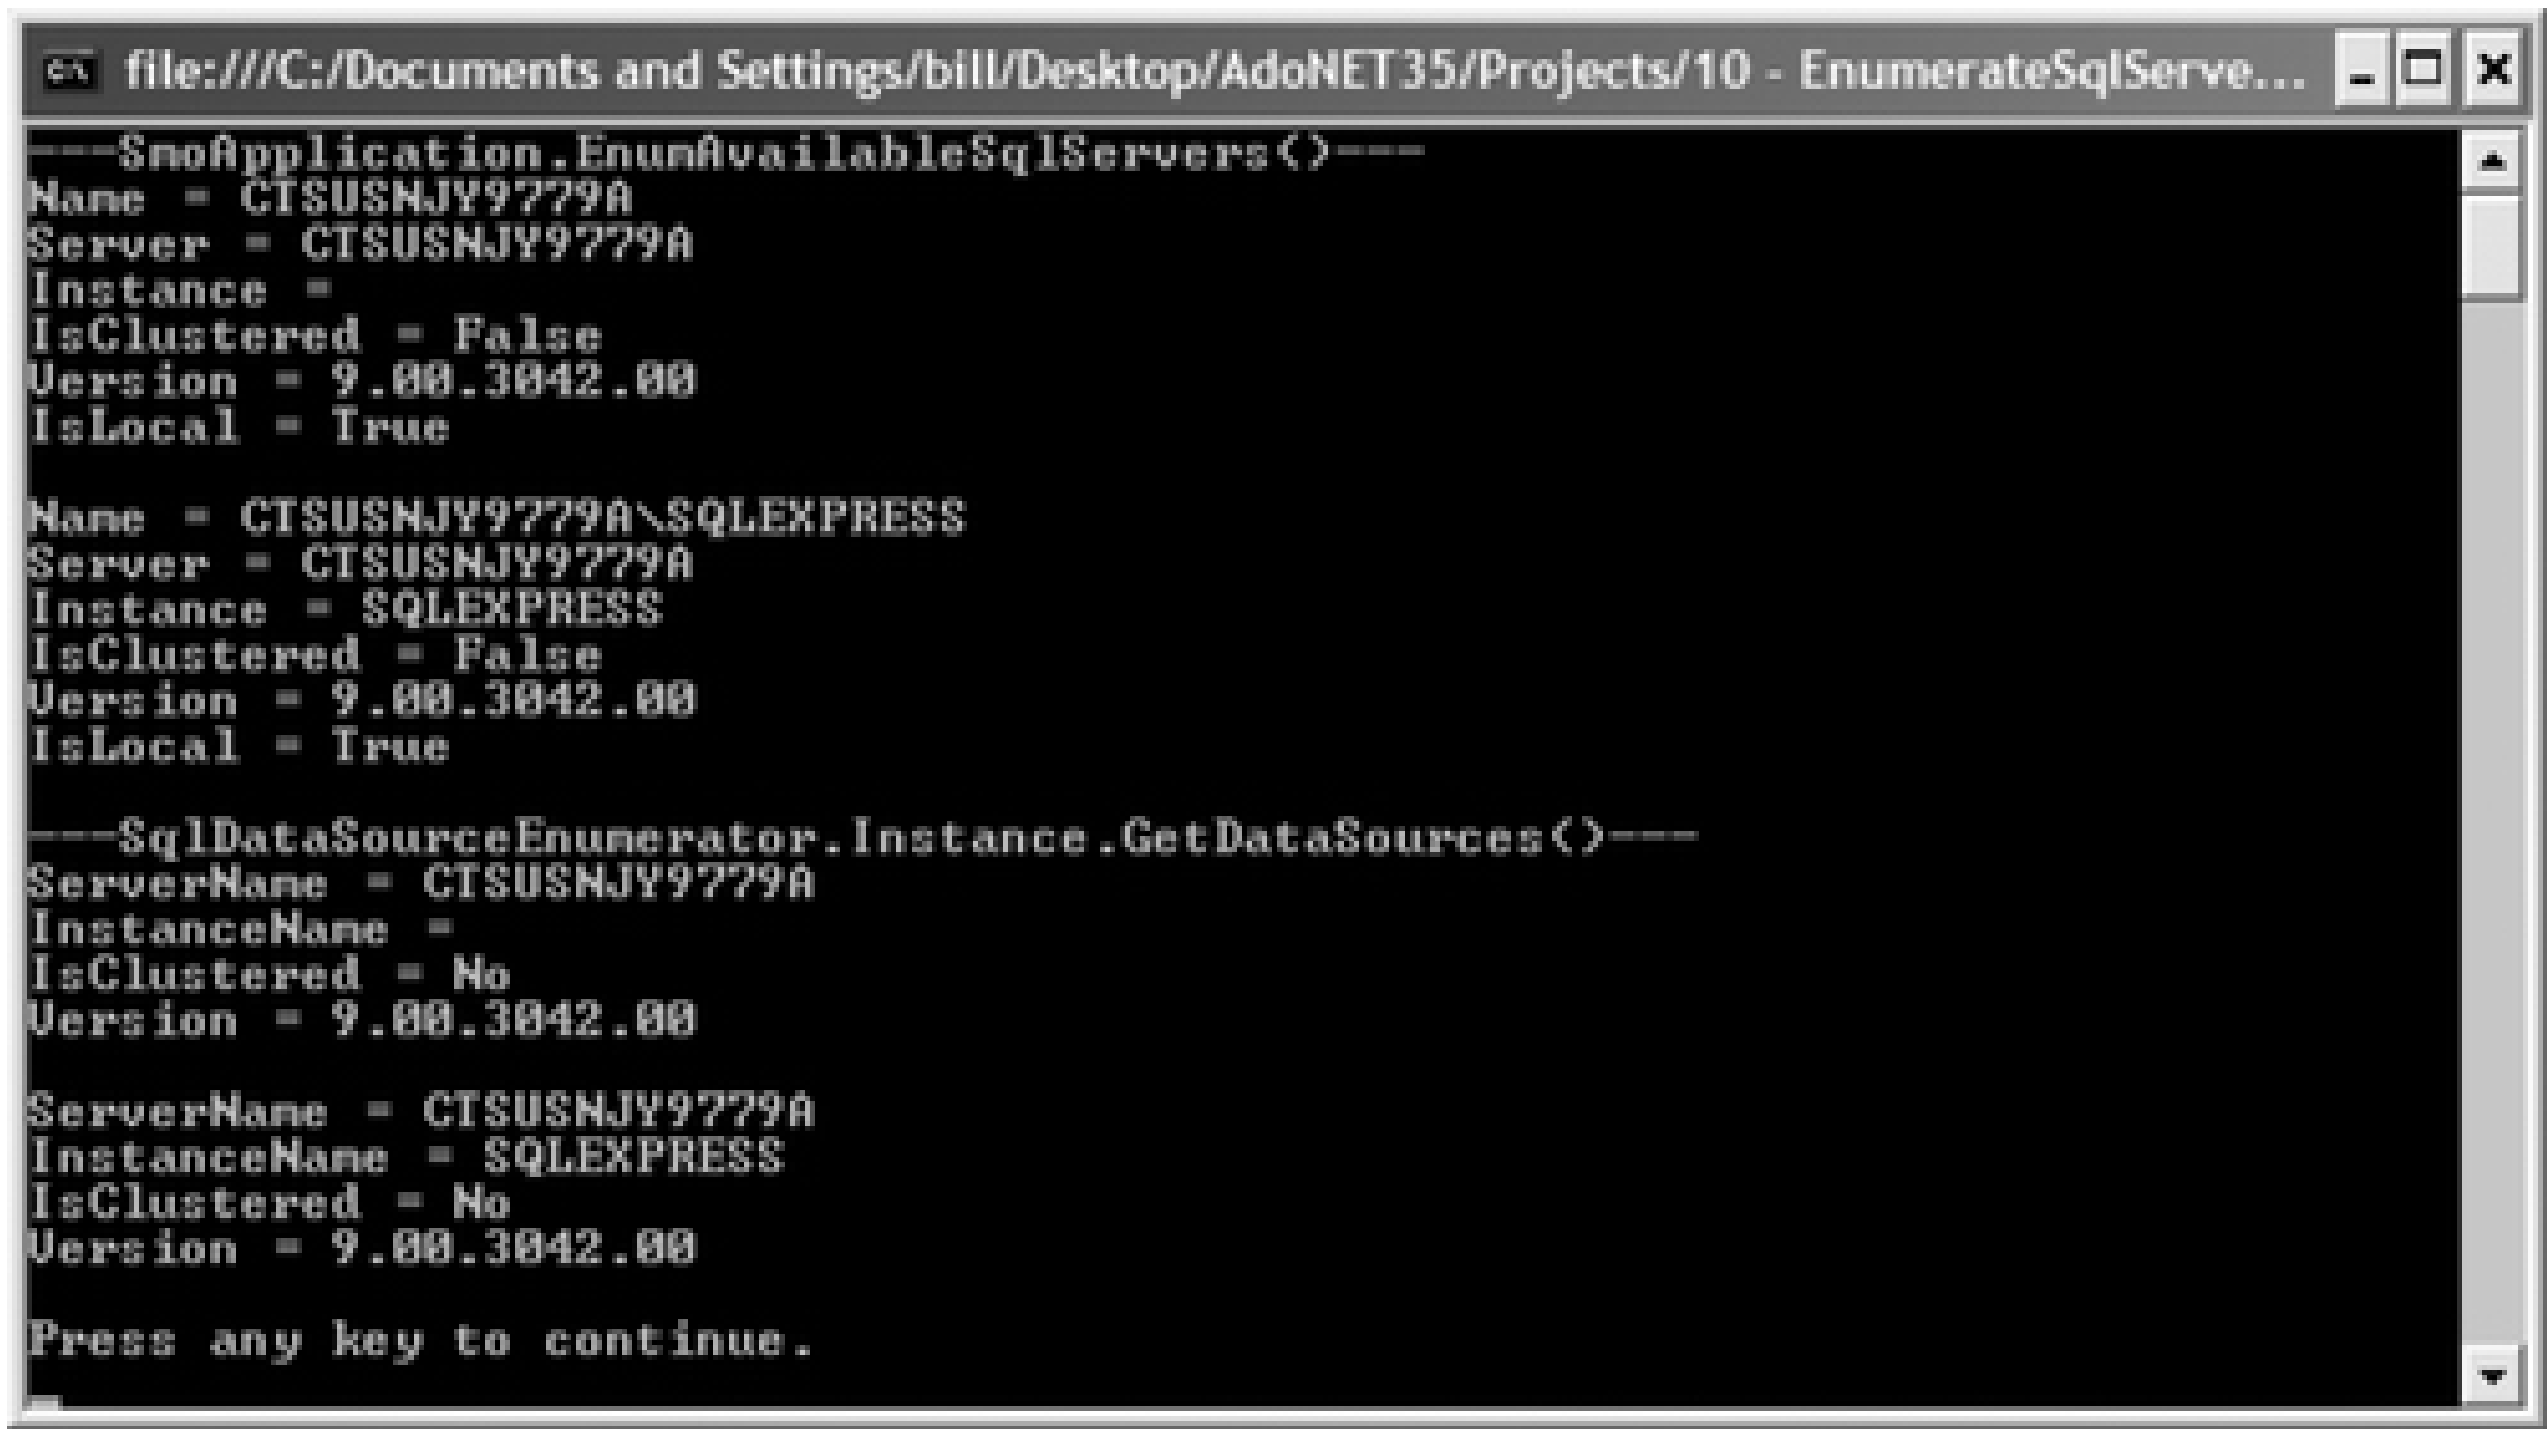 file:///C:/Documents and Settings/bill/Desktop/AdoNET35/Projects/10 - EnumerateSqlServe...
---SmoApplication.EnumAvailableSqlServers()---
Name = CTSUSNJY9779A
Server = CTSUSNJY9779A
Instance =
IsClustered = False
Version = 9.00.3042.00
IsLocal = True
Name = CTSUSNJY9779A\SQLEXPRESS
Server = CTSUSNJY9779A
Instance = SQLEXPRESS
IsClustered = False
Version = 9.00.3042.00
IsLocal = True
---SqlDataSourceEnumerator.Instance.GetDataSources()---
ServerName = CTSUSNJY9779A
InstanceName =
IsClustered = No
Version = 9.00.3042.00
ServerName = CTSUSNJY9779A
InstanceName = SQLEXPRESS
IsClustered = No
Version = 9.00.3042.00
Press any key to continue.